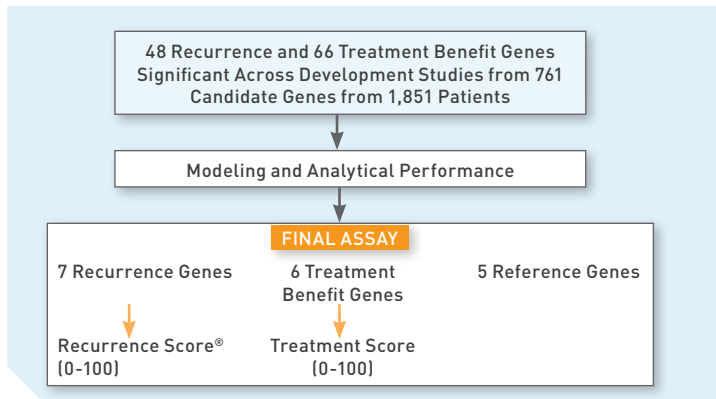 48 Recurrence and 66 Treatment Benefit Genes
Significant Across Development Studies from 761
Candidate Genes from 1,851 Patients
Modeling and Analytical Performance
FINAL ASSAY
7 Recurrence Genes
6 Treatment
Benefit Genes
5 Reference Genes
Recurrence Score®
(0-100)
Treatment Score
(0-100)